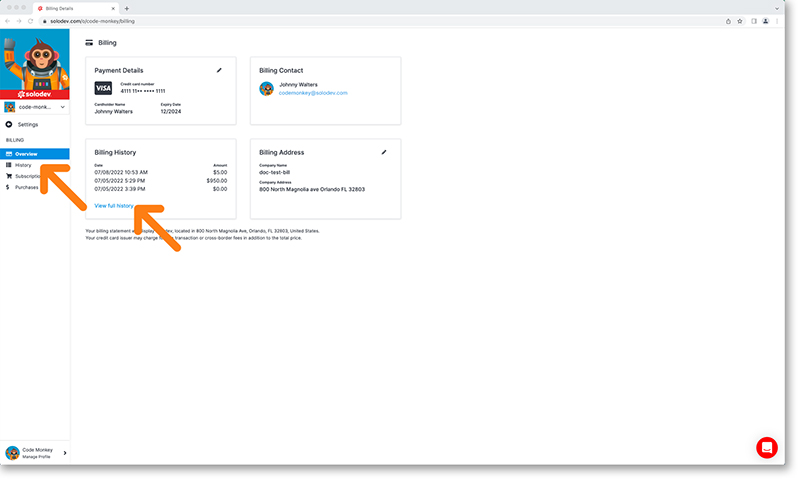 Billing Details
solodev.com/o/code-monkey/billing
solodev
code-monk...
Settings
BILLING
Overview
History
Subscriptio
Purchases
Code Monkey
Manage Profile
Billing
Payment Details
VISA
Credit card number
4111 11•• •••• 1111
Cardholder Name
Expiry Date
Johnny Walters
12/2024
Billing Contact
Johnny Walters
codemonkey@solodev.com
Billing History
Date
Amount
07/08/2022 10:53 AM
$5.00
07/05/2022 5:29 PM
$950.00
07/05/2022 3:39 PM
$0.00
View full history
Billing Address
Company Name
doc-test-bill
Company Address
800 North Magnolia ave Orlando FL 32803
Your billing statement w display dev, located in 800 North Magnolia Ave, Orlando, FL 32803, United States.
Your credit card issuer may charge transaction or cross-border fees in addition to the total price.